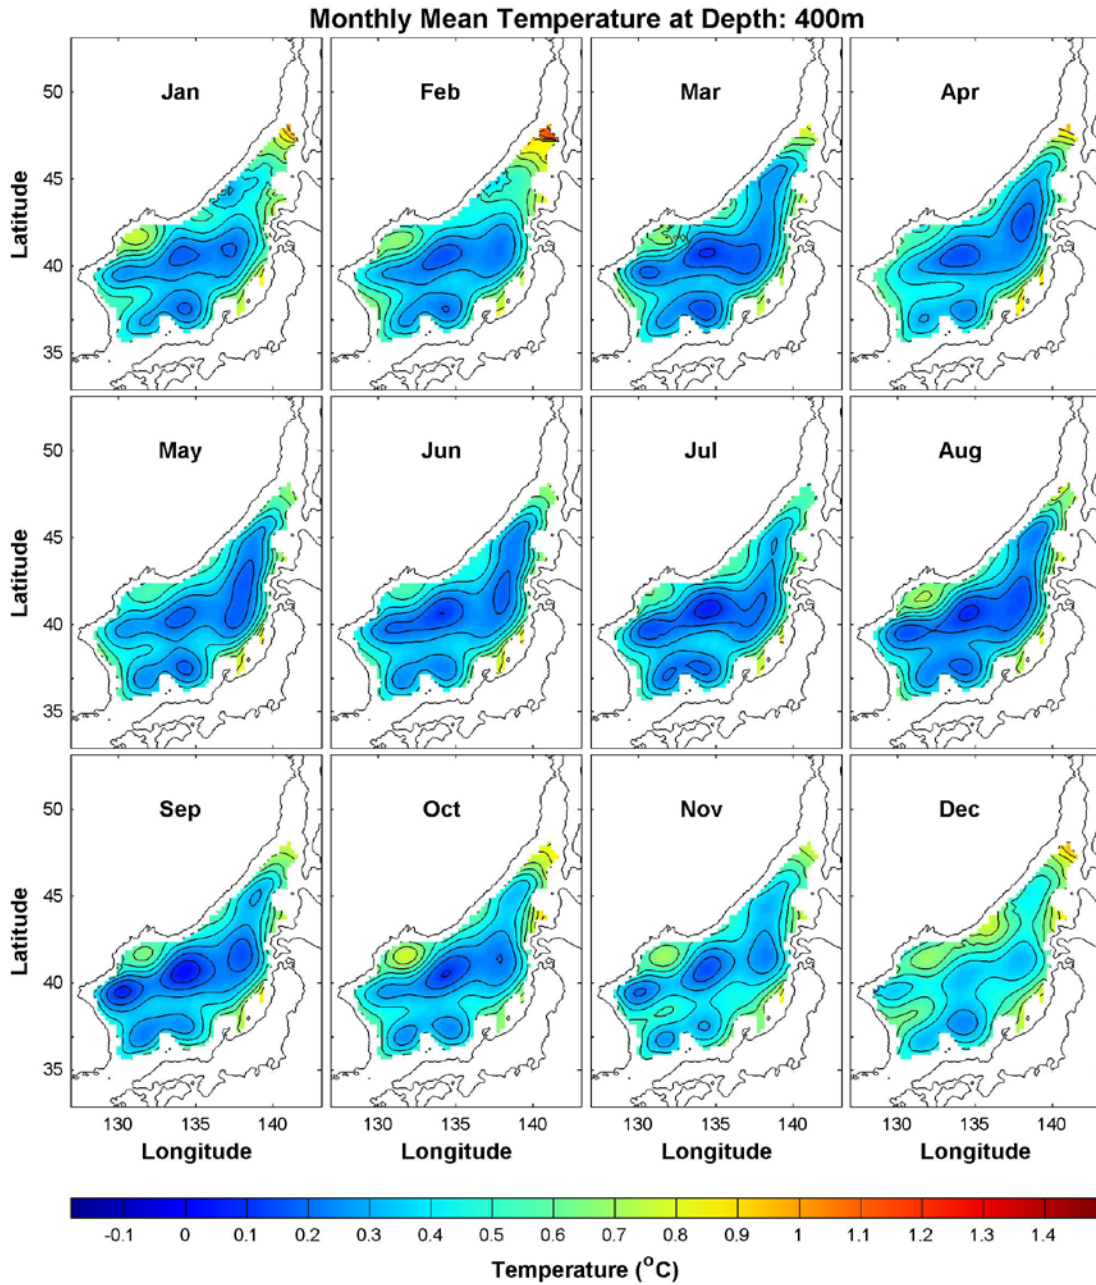 Monthly Mean Temperature at Depth: 400m
Jan Feb Mar Apr
50
45
40
35
Latitude
May Jun Jul Aug
50
45
40
35
Latitude
Sep Oct Nov Dec
50
45
40
35
Latitude
130 135 140 130 135 140 130 135 140 130 135 140
Longitude Longitude Longitude Longitude
-0.1 0 0.1 0.2 0.3 0.4 0.5 0.6 0.7 0.8 0.9 1 1.1 1.2 1.3 1.4
Temperature (°C)